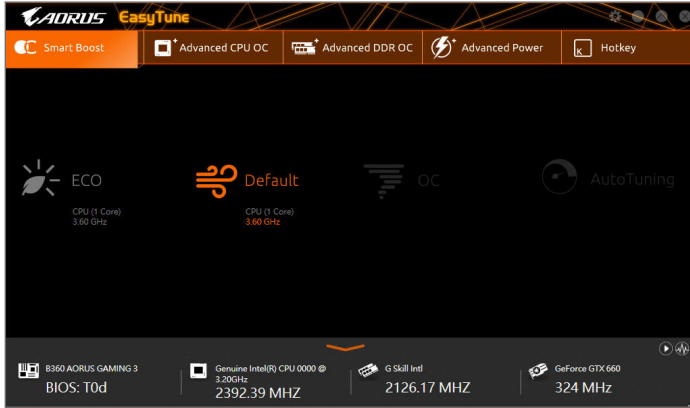 AORUS EasyTune
Smart Boost
Advanced CPU OC
Advanced DDR OC
Advanced Power
K Hotkey
ECO
CPU (1 Core)
3.60 GHz
Default
CPU (1 Core)
3.60 GHz
OC
AutoTuning
B360 AORUS GAMING 3
BIOS: T0d
Genuine Intel(R) CPU 0000 @
3.20GHz
2392.39 MHZ
G Skill Intl
2126.17 MHZ
GeForce GTX 660
324 MHz